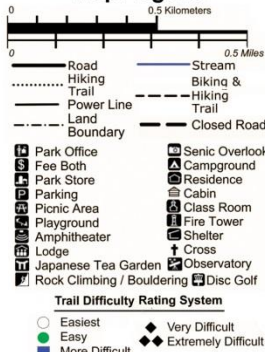 0 0.5 Kilometers
0 0.5 Miles
Road Stream
Hiking Trail Biking & Hiking Trail
Power Line
Land Boundary Closed Road
Park Office Senic Overlook
$ Fee Both Campground
Park Store Residence
P Parking Cabin
Picnic Area Class Room
Playground Fire Tower
Amphitheater Shelter
Lodge Cross
Japanese Tea Garden Observatory
Rock Climbing / Bouldering Disc Golf
Trail Difficulty Rating System
Easiest Very Difficult
Easy Extremely Difficult
More Difficult